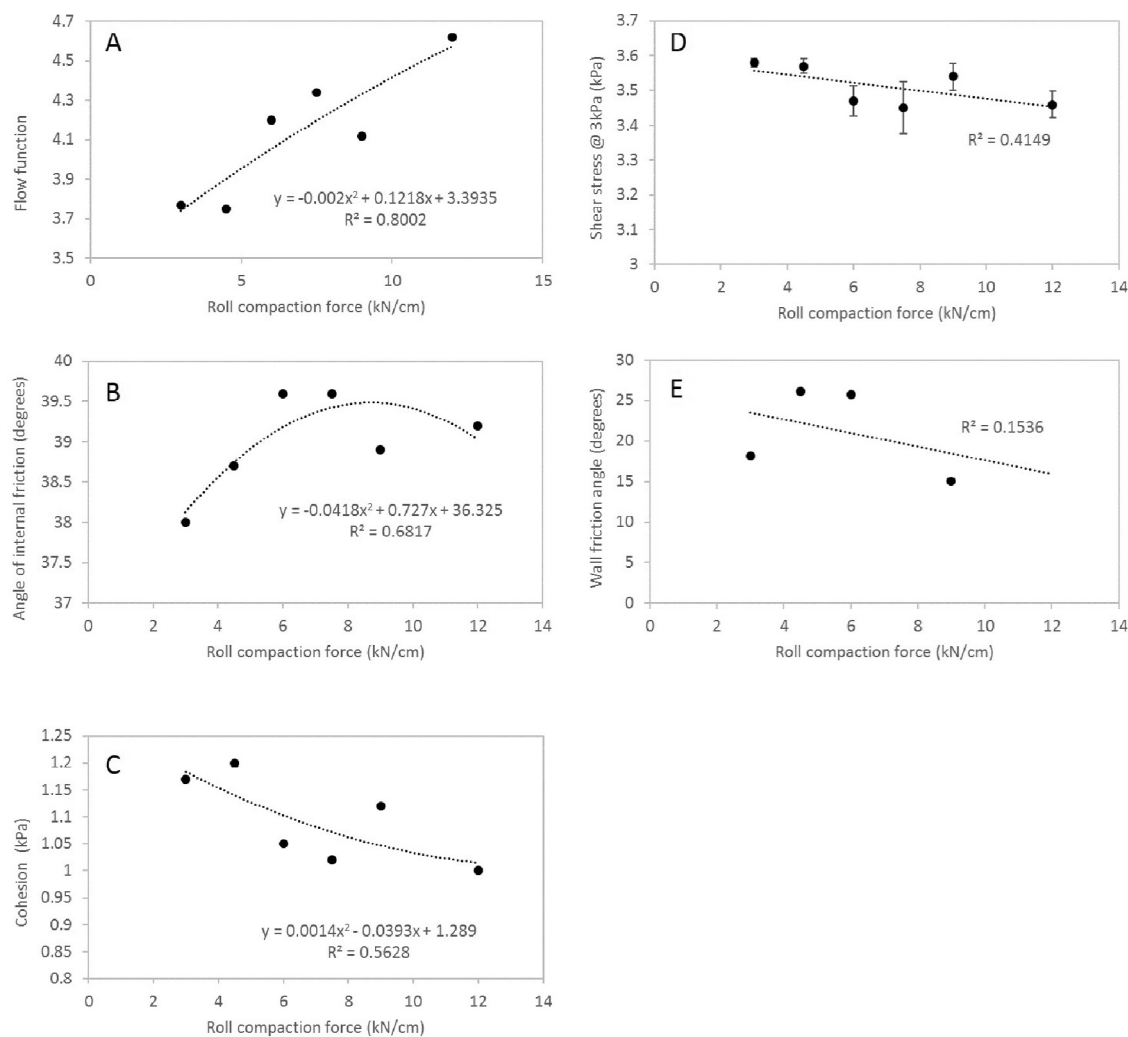 A
4.7
4.5
4.3
4.1
3.9
3.7
3.5
Flow function
y = -0.002x² + 0.1218x + 3.3935
R² = 0.8002
0 5 10 15
Roll compaction force (kN/cm)
D
3.7
3.6
3.5
3.4
3.3
3.2
3.1
3
Shear stress @ 3kPa (kPa)
R² = 0.4149
0 2 4 6 8 10 12 14
Roll compaction force (kN/cm)
B
40
39.5
39
38.5
38
37.5
37
Angle of internal friction (degrees)
y = -0.0418x² + 0.727x + 36.325
R² = 0.6817
0 2 4 6 8 10 12 14
Roll compaction force (kN/cm)
E
30
25
20
15
10
5
0
Wall friction angle (degrees)
R² = 0.1536
0 2 4 6 8 10 12 14
Roll compaction force (kN/cm)
C
1.25
1.2
1.15
1.1
1.05
1
0.95
0.9
0.85
0.8
Cohesion (kPa)
y = 0.0014x² - 0.0393x + 1.289
R² = 0.5628
0 2 4 6 8 10 12 14
Roll compaction force (kN/cm)